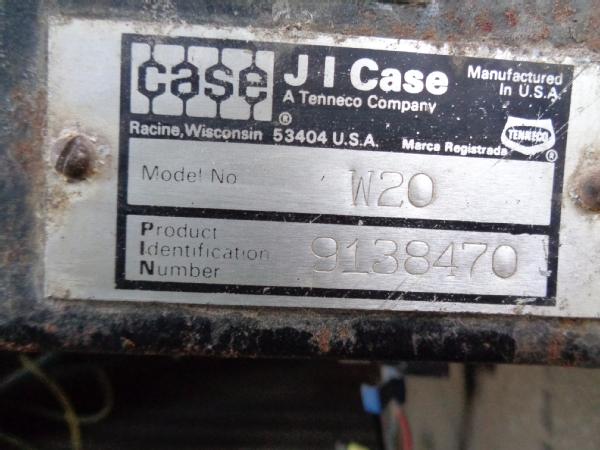 case
J I Case
A Tenneco Company
Manufactured
In U.S.A.
Racine, Wisconsin 53404 U.S.A.
Marca Registrada
TENNECO
®
®
Model No W20
Product
Identification
Number
9138470